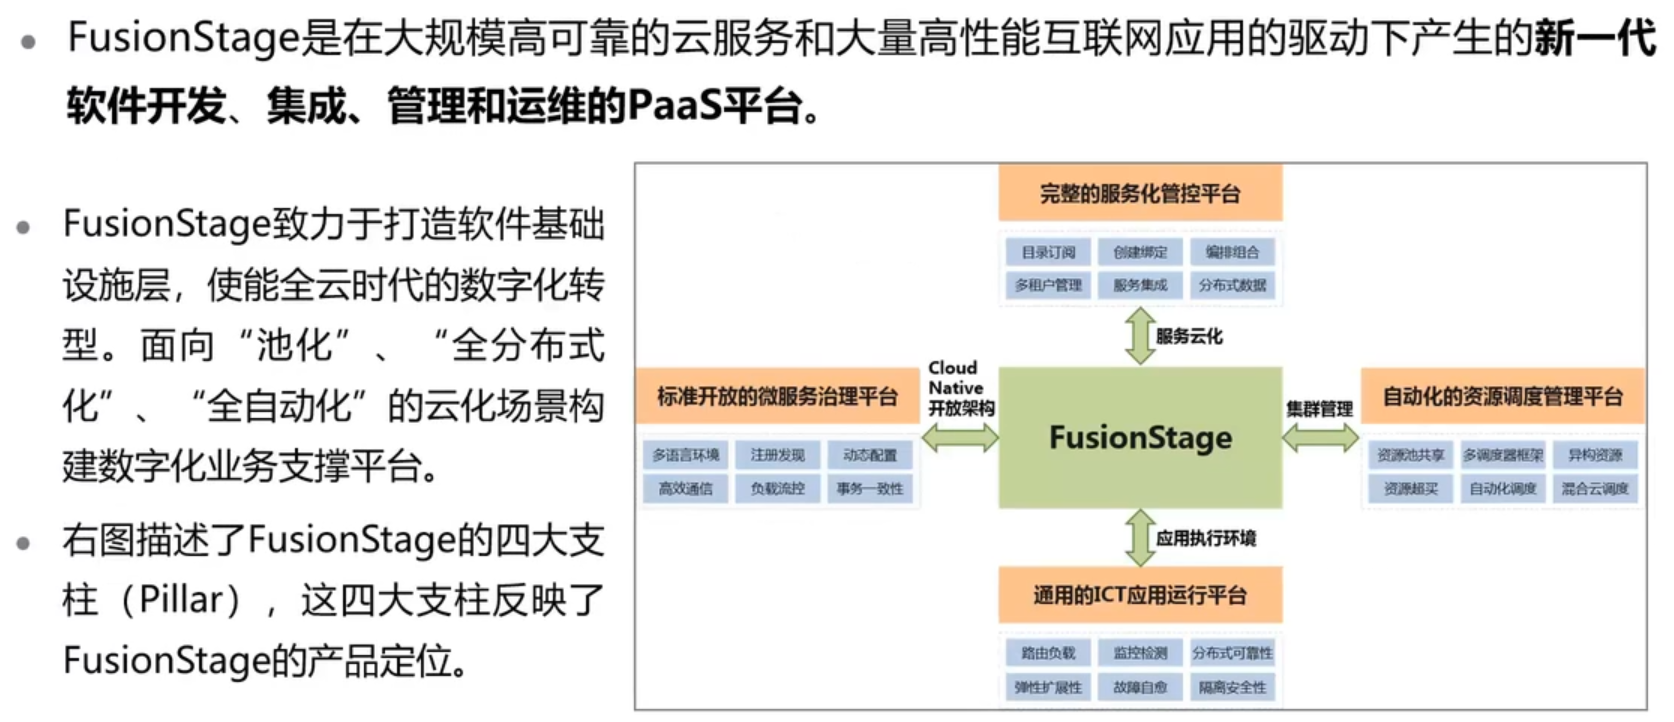 FusionStage是在大规模高可靠的云服务和大量高性能互联网应用的驱动下产生的新一代
软件开发、集成、管理和运维的PaaS平台。
FusionStage致力于打造软件基础
设施层，使能全云时代的数字化转
型。面向“池化”、“全分布式
化”、“全自动化”的云化场景构
建数字化业务支撑平台。
右图描述了FusionStage的四大支
柱（Pillar），这四大支柱反映了
FusionStage的产品定位。
完整的服务化管控平台
目录订阅 创建绑定 编排组合
多租户管理 服务集成 分布式数据
服务云化
标准开放的微服务治理平台
多语言环境 注册发现 动态配置
高效通信 负载流控 事务一致性
Cloud
Native
开放架构
FusionStage
集群管理
自动化的资源调度管理平台
资源池共享 多调度器框架 异构资源
资源超买 自动化调度 混合云调度
应用执行环境
通用的ICT应用运行平台
路由负载 监控检测 分布式可靠性
弹性扩展性 故障自愈 隔离安全性